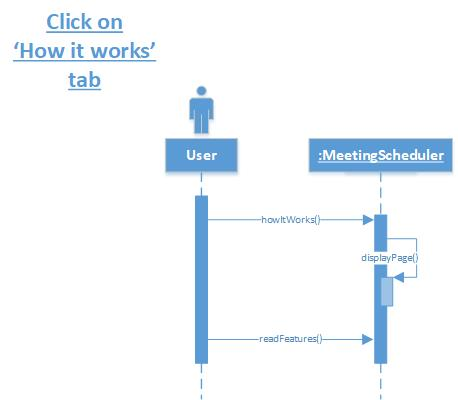 Click on
‘How it works’
tab
User
:MeetingScheduler
howItWorks()
displayPage()
readFeatures()